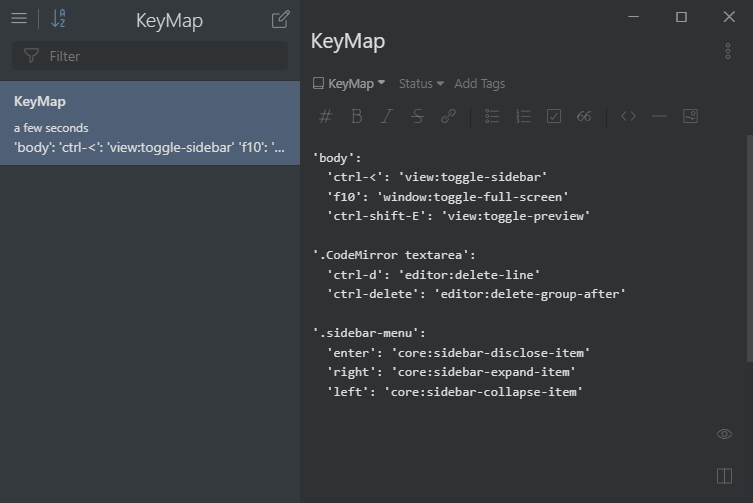 KeyMap
Filter
KeyMap
a few seconds
'body': 'ctrl-<': 'view:toggle-sidebar' 'f10': '...
KeyMap
KeyMap Status Add Tags
'body':
  'ctrl-<': 'view:toggle-sidebar'
  'f10': 'window:toggle-full-screen'
  'ctrl-shift-E': 'view:toggle-preview'
'.CodeMirror textarea':
  'ctrl-d': 'editor:delete-line'
  'ctrl-delete': 'editor:delete-group-after'
'.sidebar-menu':
  'enter': 'core:sidebar-disclose-item'
  'right': 'core:sidebar-expand-item'
  'left': 'core:sidebar-collapse-item'